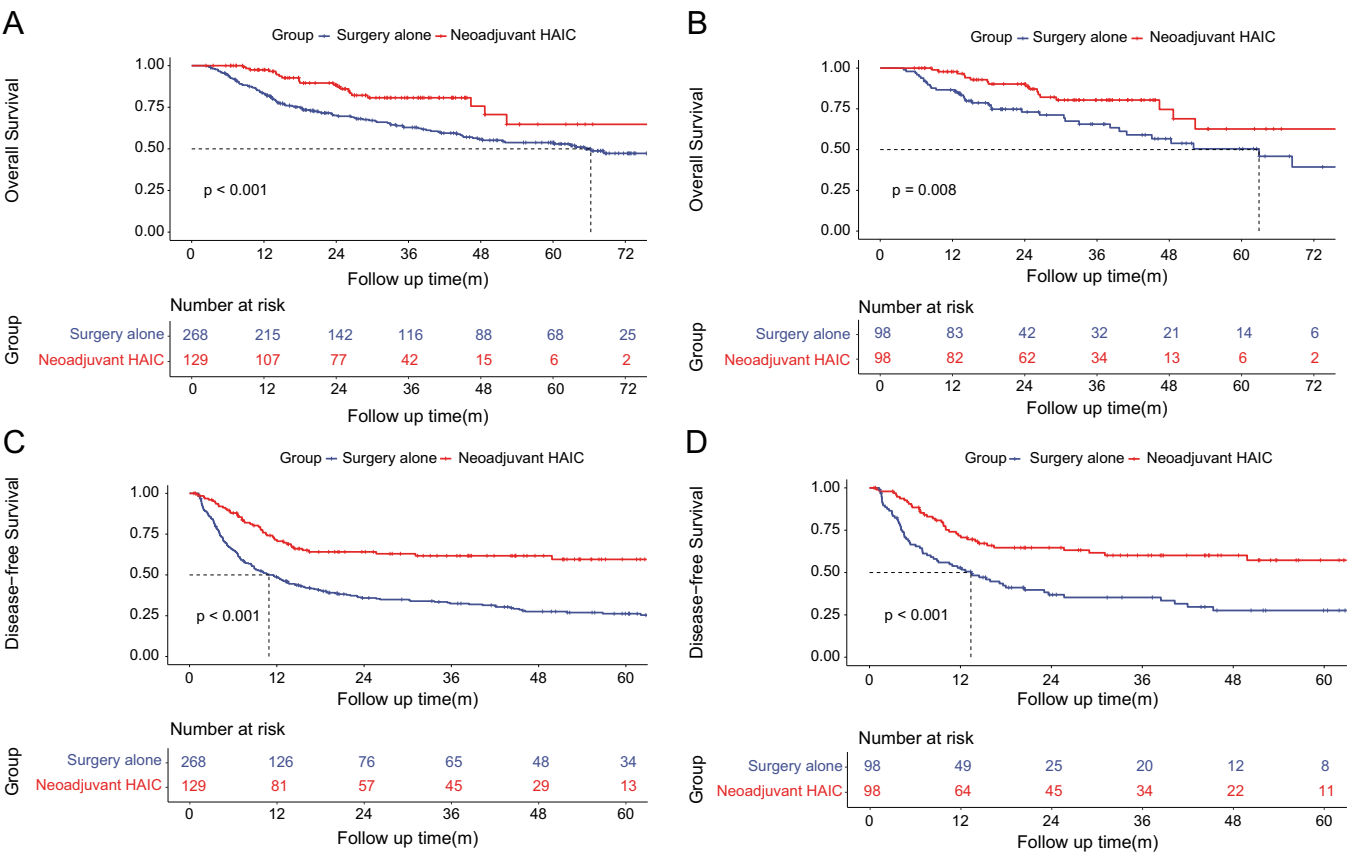 A
Group Surgery alone Neoadjuvant HAIC
Overall Survival
1.00
0.75
0.50
0.25
0.00
p < 0.001
0 12 24 36 48 60 72
Follow up time(m)
Number at risk
Group
Surgery alone 268 215 142 116 88 68 25
Neoadjuvant HAIC 129 107 77 42 15 6 2
0 12 24 36 48 60 72
Follow up time(m)
B
Group Surgery alone Neoadjuvant HAIC
Overall Survival
1.00
0.75
0.50
0.25
0.00
p = 0.008
0 12 24 36 48 60 72
Follow up time(m)
Number at risk
Group
Surgery alone 98 83 42 32 21 14 6
Neoadjuvant HAIC 98 82 62 34 13 6 2
0 12 24 36 48 60 72
Follow up time(m)
C
Group Surgery alone Neoadjuvant HAIC
Disease-free Survival
1.00
0.75
0.50
0.25
0.00
p < 0.001
0 12 24 36 48 60
Follow up time(m)
Number at risk
Group
Surgery alone 268 126 76 65 48 34
Neoadjuvant HAIC 129 81 57 45 29 13
0 12 24 36 48 60
Follow up time(m)
D
Group Surgery alone Neoadjuvant HAIC
Disease-free Survival
1.00
0.75
0.50
0.25
0.00
p < 0.001
0 12 24 36 48 60
Follow up time(m)
Number at risk
Group
Surgery alone 98 49 25 20 12 8
Neoadjuvant HAIC 98 64 45 34 22 11
0 12 24 36 48 60
Follow up time(m)